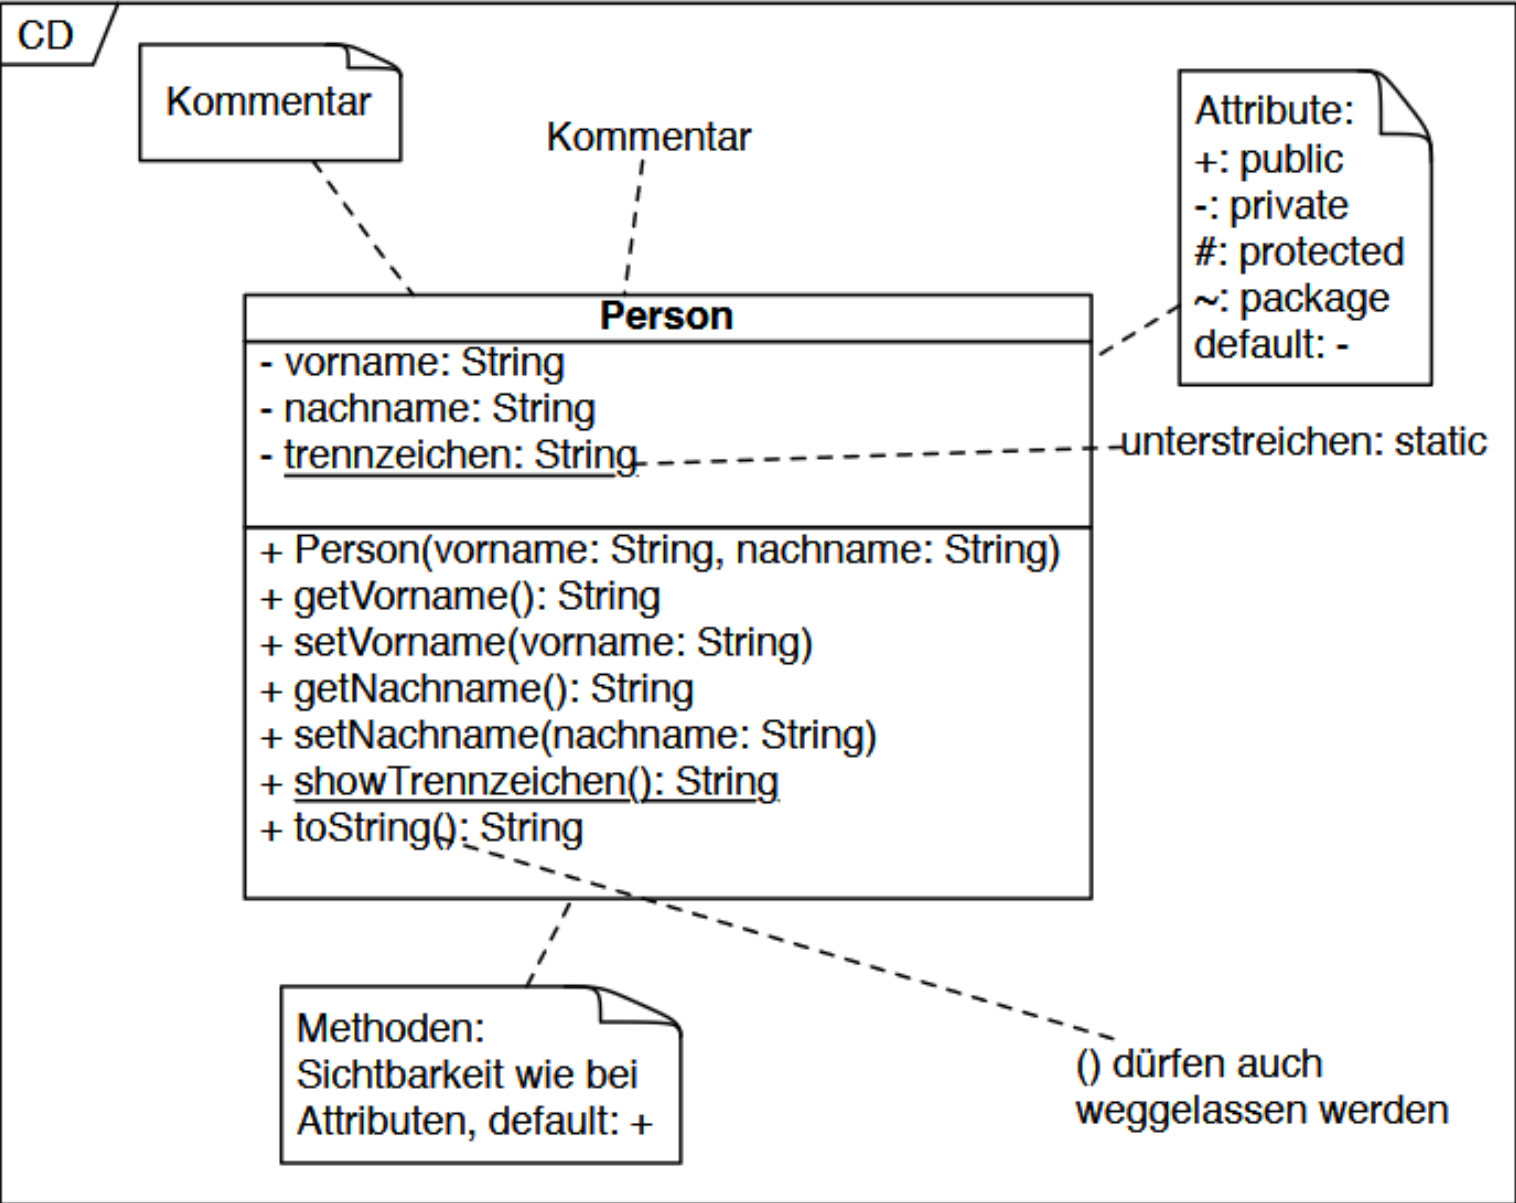 CD
Kommentar
Kommentar
Attribute:
+: public
-: private
#: protected
~: package
default: -
Person
- vorname: String
- nachname: String
- trennzeichen: String
unterstreichen: static
+ Person(vorname: String, nachname: String)
+ getVorname(): String
+ setVorname(vorname: String)
+ getNachname(): String
+ setNachname(nachname: String)
+ showTrennzeichen(): String
+ toString(): String
Methoden:
Sichtbarkeit wie bei
Attributen, default: +
() dürfen auch
weggelassen werden